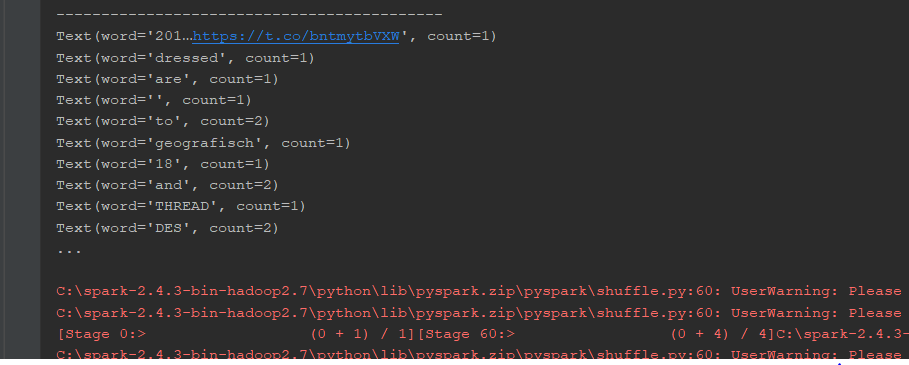 -------------------------------------------
Text(word='201…https://t.co/bntmytbVXW', count=1)
Text(word='dressed', count=1)
Text(word='are', count=1)
Text(word='', count=1)
Text(word='to', count=2)
Text(word='geografisch', count=1)
Text(word='18', count=1)
Text(word='and', count=2)
Text(word='THREAD', count=1)
Text(word='DES', count=2)
...
C:\spark-2.4.3-bin-hadoop2.7\python\lib\pyspark.zip\pyspark\shuffle.py:60: UserWarning: Please
C:\spark-2.4.3-bin-hadoop2.7\python\lib\pyspark.zip\pyspark\shuffle.py:60: UserWarning: Please
[Stage 0:>                  (0 + 1) / 1][Stage 60:>                 (0 + 4) / 4]C:\spark-2.4.3-
C:\spark-2.4.3-bin-hadoop2.7\python\lib\pyspark.zip\pyspark\shuffle.py:60: UserWarning: Please